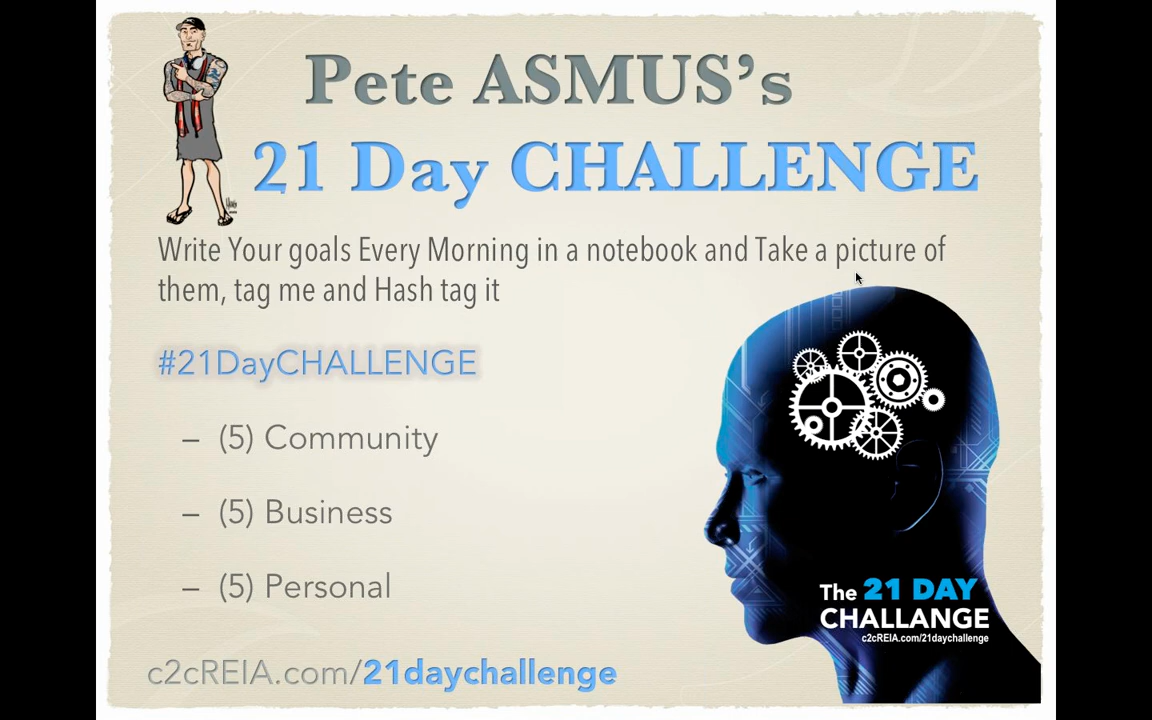 Pete ASMUS’s
21 Day CHALLENGE
Write Your goals Every Morning in a notebook and Take a picture of
them, tag me and Hash tag it
#21DayCHALLENGE
– (5) Community
– (5) Business
– (5) Personal
The 21 DAY
CHALLANGE
c2cREIA.com/21daychallenge
c2cREIA.com/21daychallenge